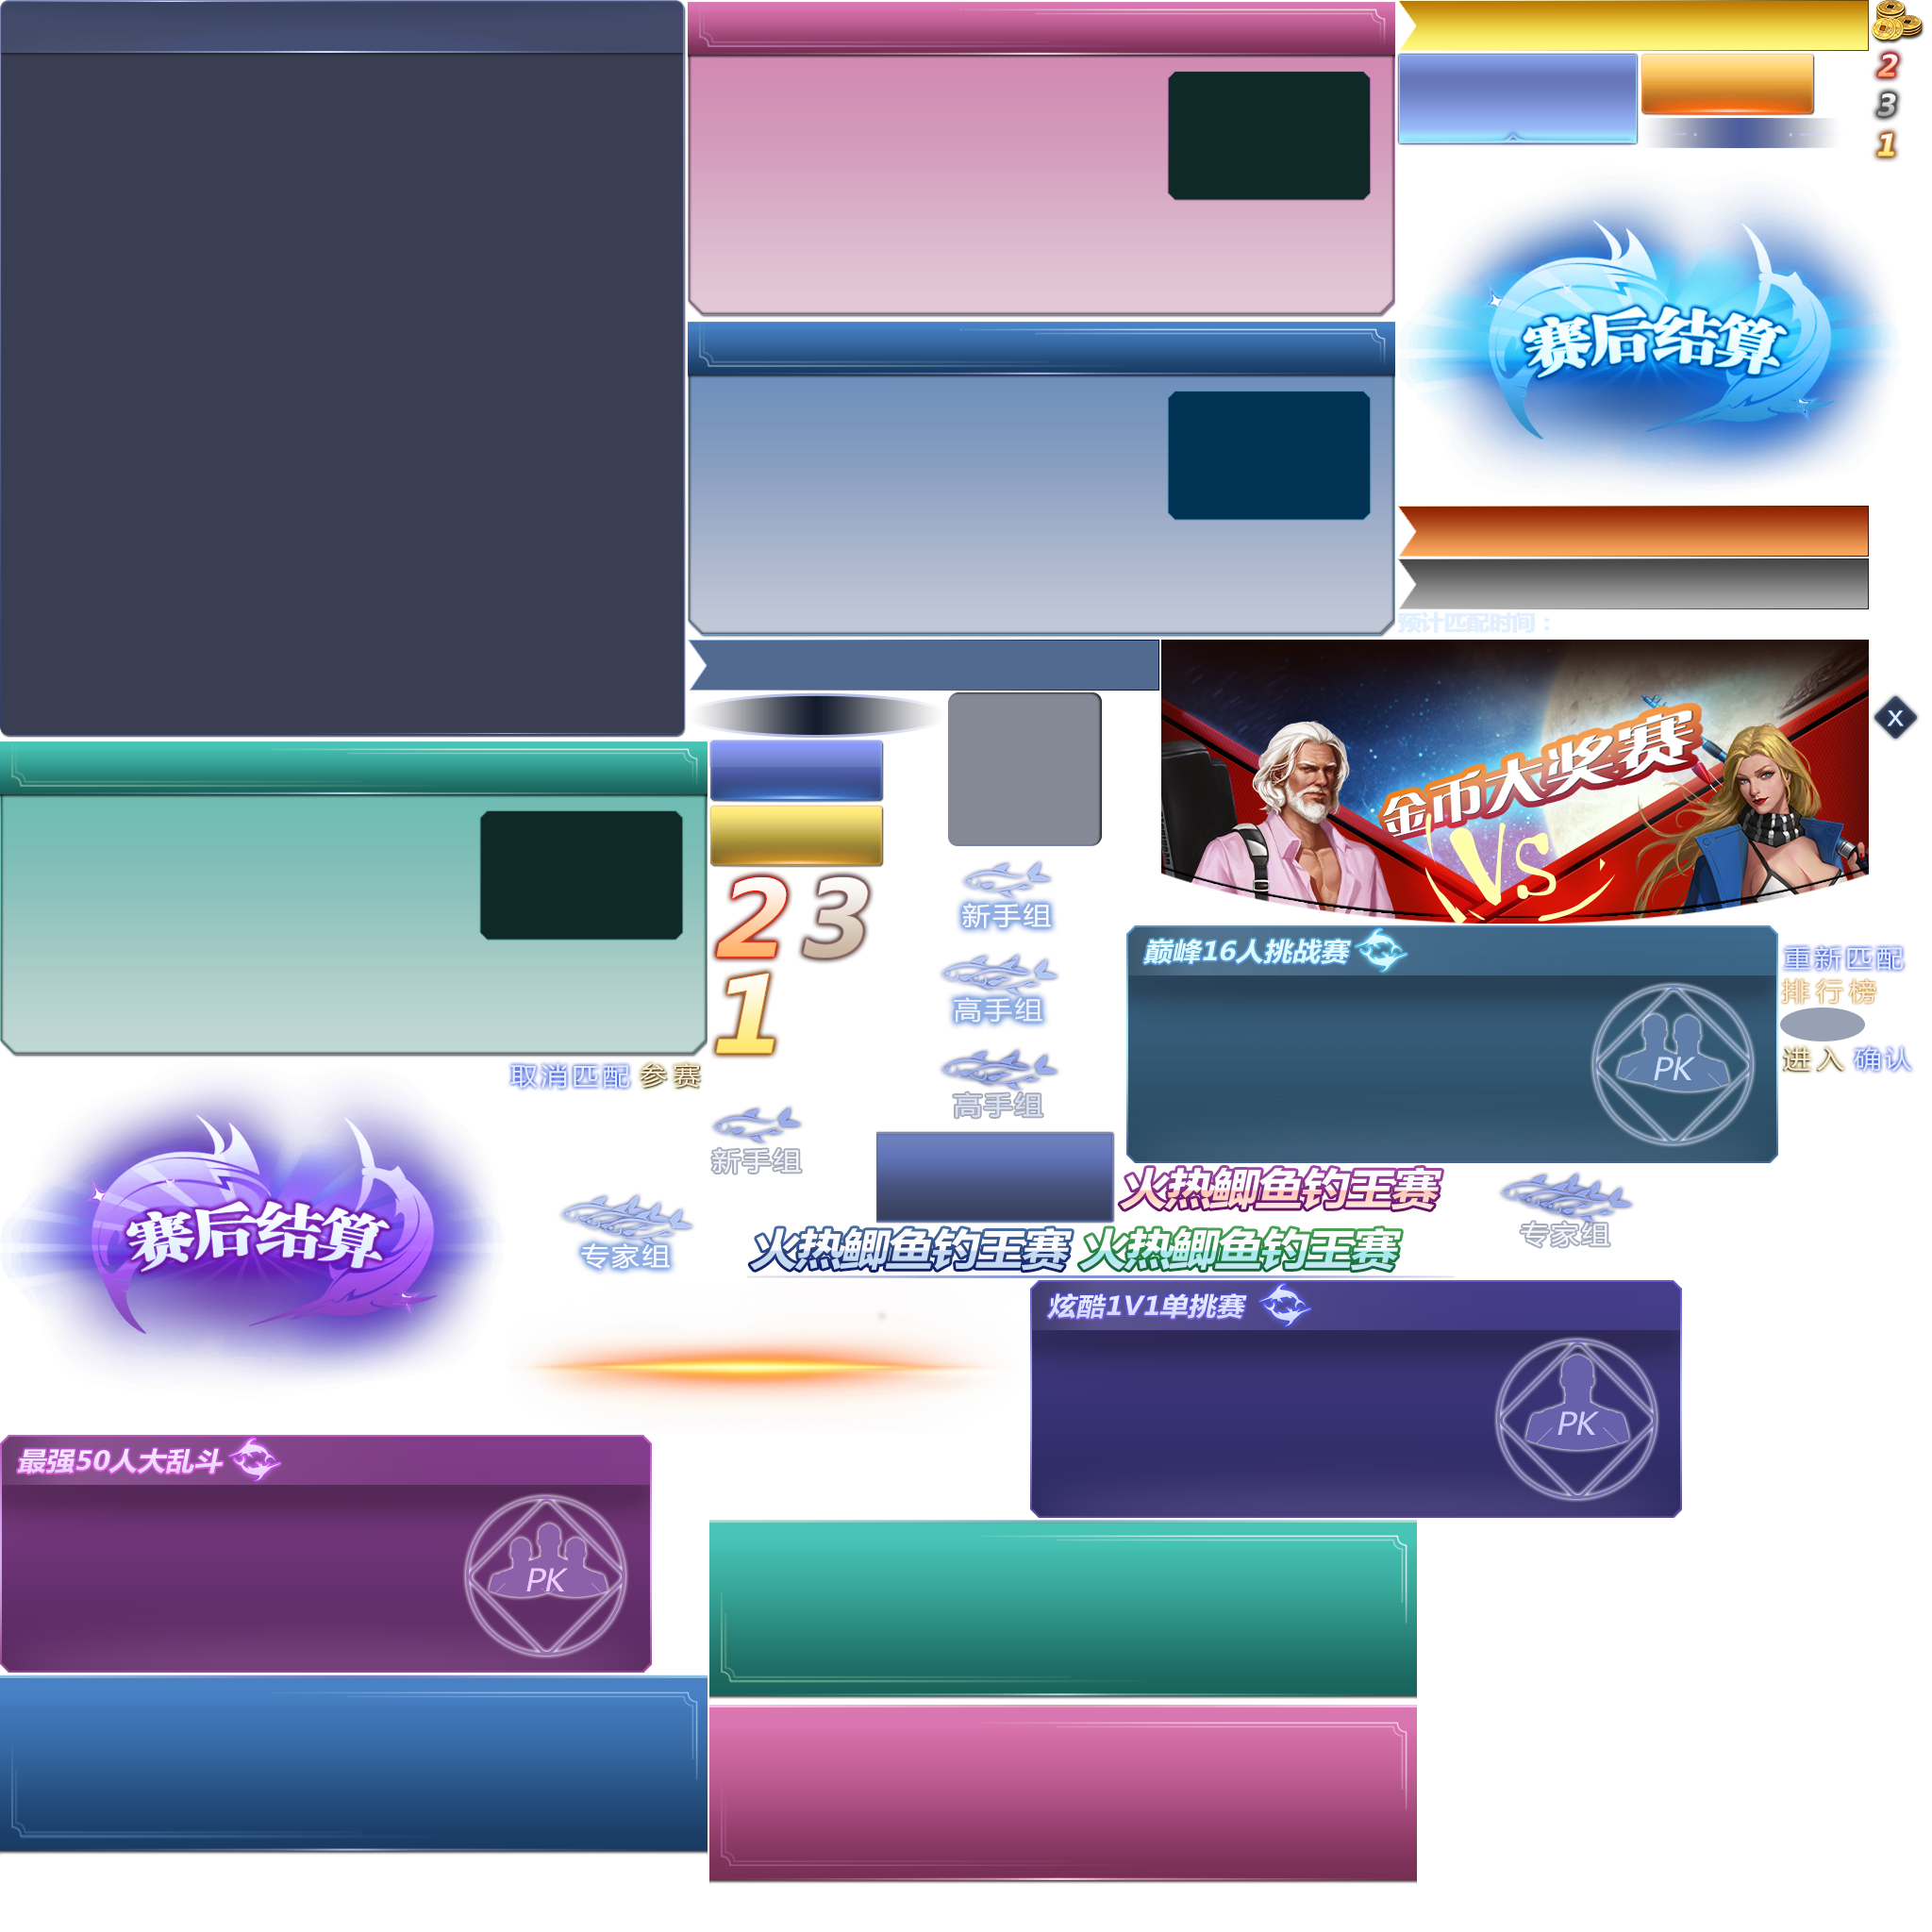 2
3
1
赛后结算
预计匹配时间：
X
金币大奖赛
VS
2 3
1
新手组
高手组
高手组
新手组
专家组
专家组
巅峰16人挑战赛
PK
重新匹配
排行榜
进入 确认
取消匹配 参赛
赛后结算
火热鲫鱼钓王赛
火热鲫鱼钓王赛 火热鲫鱼钓王赛
炫酷1V1单挑赛
PK
最强50人大乱斗
PK